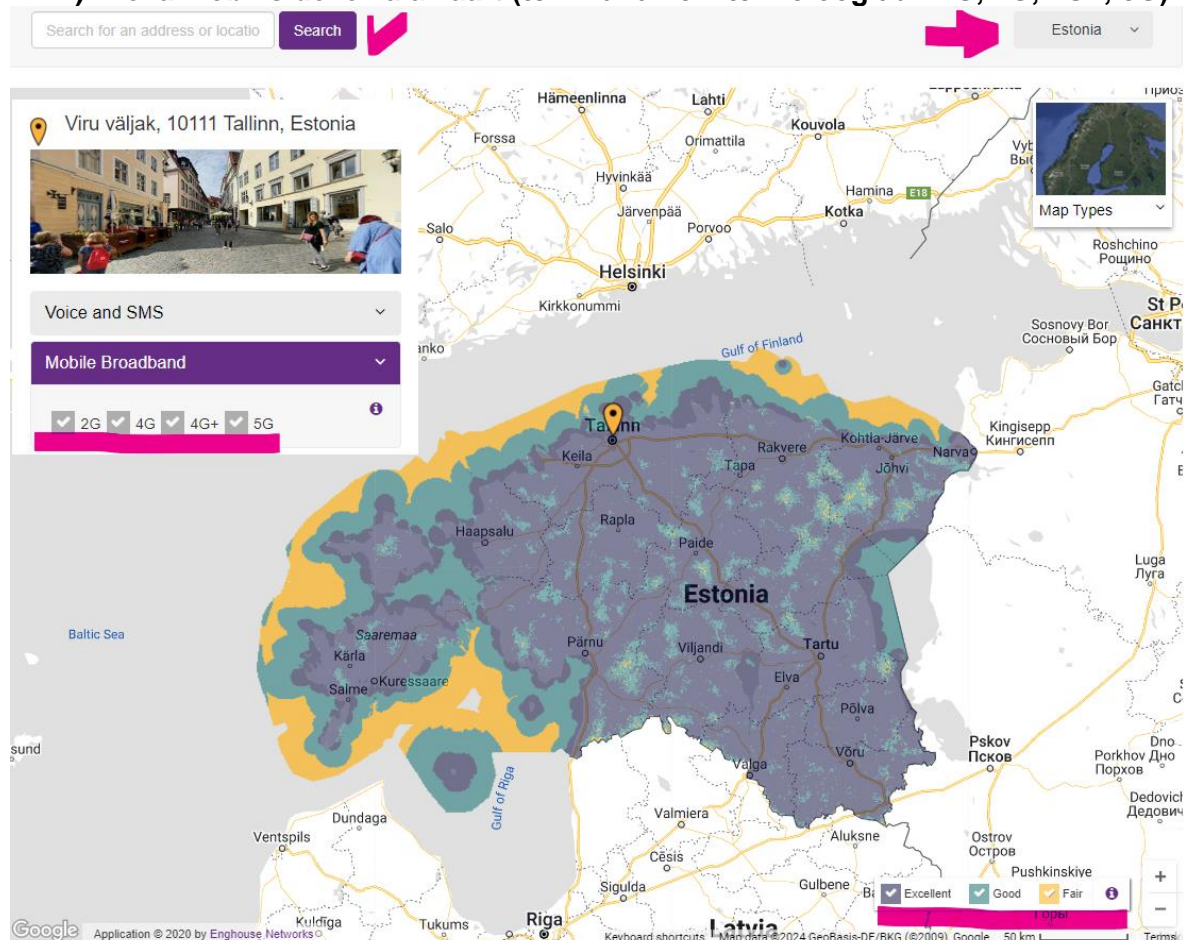 Search for an address or locatio
Search
Estonia
Viru väljak, 10111 Tallinn, Estonia
Voice and SMS
Mobile Broadband
2G 4G 4G+ 5G
Map Types
Hämeenlinna
Lahti
Kouvola
Forssa
Orimattila
Hyvinkää
Hamina
E18
Järvenpää
Kotka
Salo
Porvoo
Roshchino
Рощино
Helsinki
Kirkkonummi
Sosnovy Bor
Сосновый Бор
St P
Санкт
anko
Gulf of Finland
Gatc
Гатч
Kingisepp
Кингисепп
Tallinn
Keila
Rakvere
Kohtla-Järve
Narva
Tapa
Jõhvi
Haapsalu
Rapla
Paide
Luga
Луга
Estonia
Baltic Sea
Saaremaa
Kärla
Pärnu
Viljandi
Tartu
Salme
Kuressaare
Elva
Põlva
sund
Pskov
Псков
Dno
Дно
Porkhov
Порхов
Võru
Valga
Gulf of Riga
Dedovich
Дедович
Dundaga
Valmiera
Ventspils
Aluksne
Ostrov
Остров
Cēsis
Pushkinskiye
Sigulda
Gulbene
Excellent Good Fair
Горы
Kuldīga
Tukums
Riga
Latvia
Google
Application © 2020 by Enghouse Networks
Keyboard shortcuts
Map data ©2024 GeoBasis-DE/BKG (©2009), Google
50 km
Terms